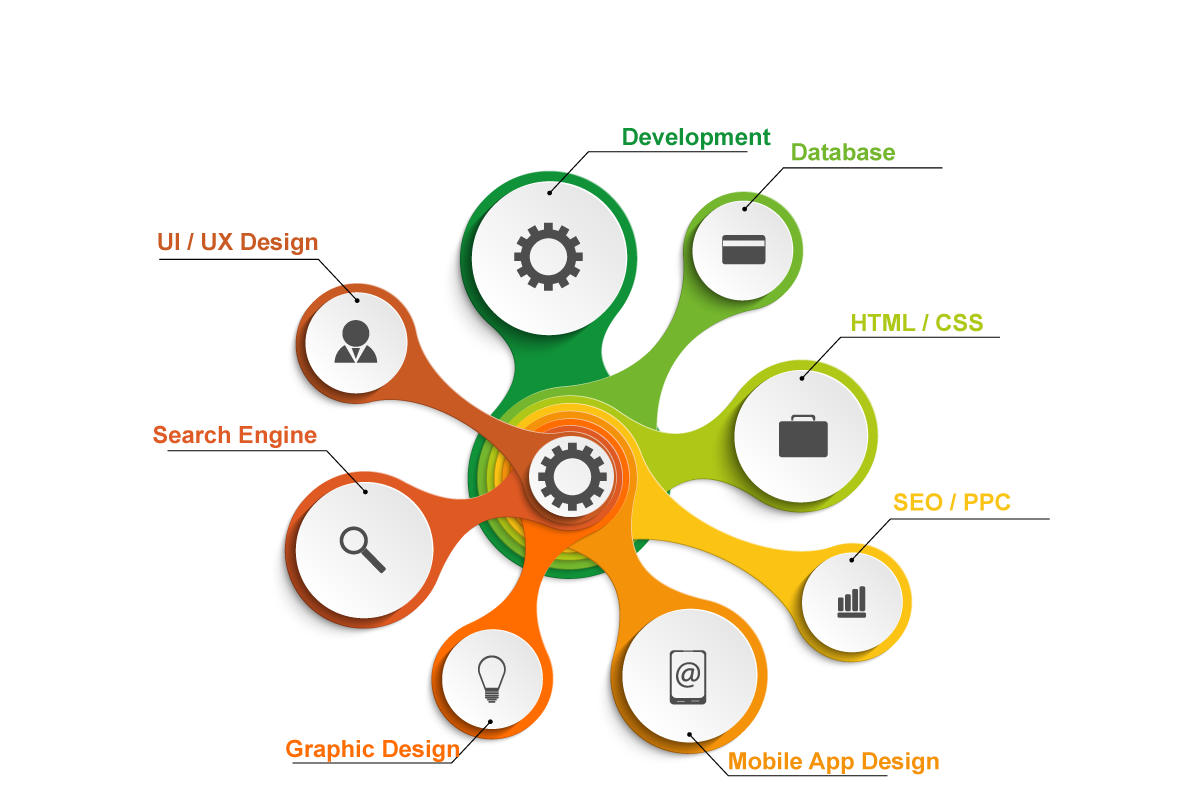 Development
Database
UI / UX Design
HTML / CSS
Search Engine
SEO / PPC
@
Graphic Design
Mobile App Design